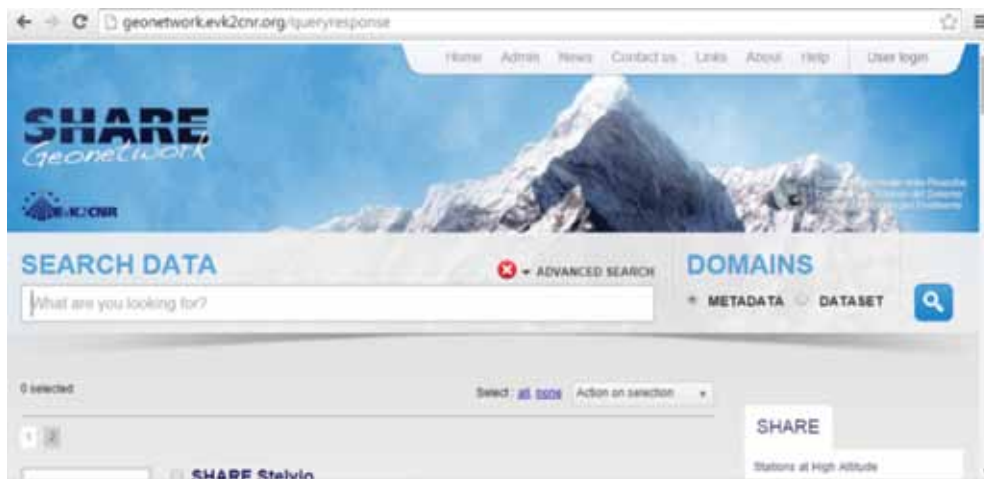 geonetwork.evk2cnr.org/queryresponse
Home Admin News Contact us Links About Help User login
SHARE
Geonetwork
EvK2CNR
SEARCH DATA
ADVANCED SEARCH
DOMAINS
What are you looking for?
METADATA DATASET
0 selected
Select : all, none Action on selection
1 2
SHARE
SHARE Stelvio
Stations at High Altitude